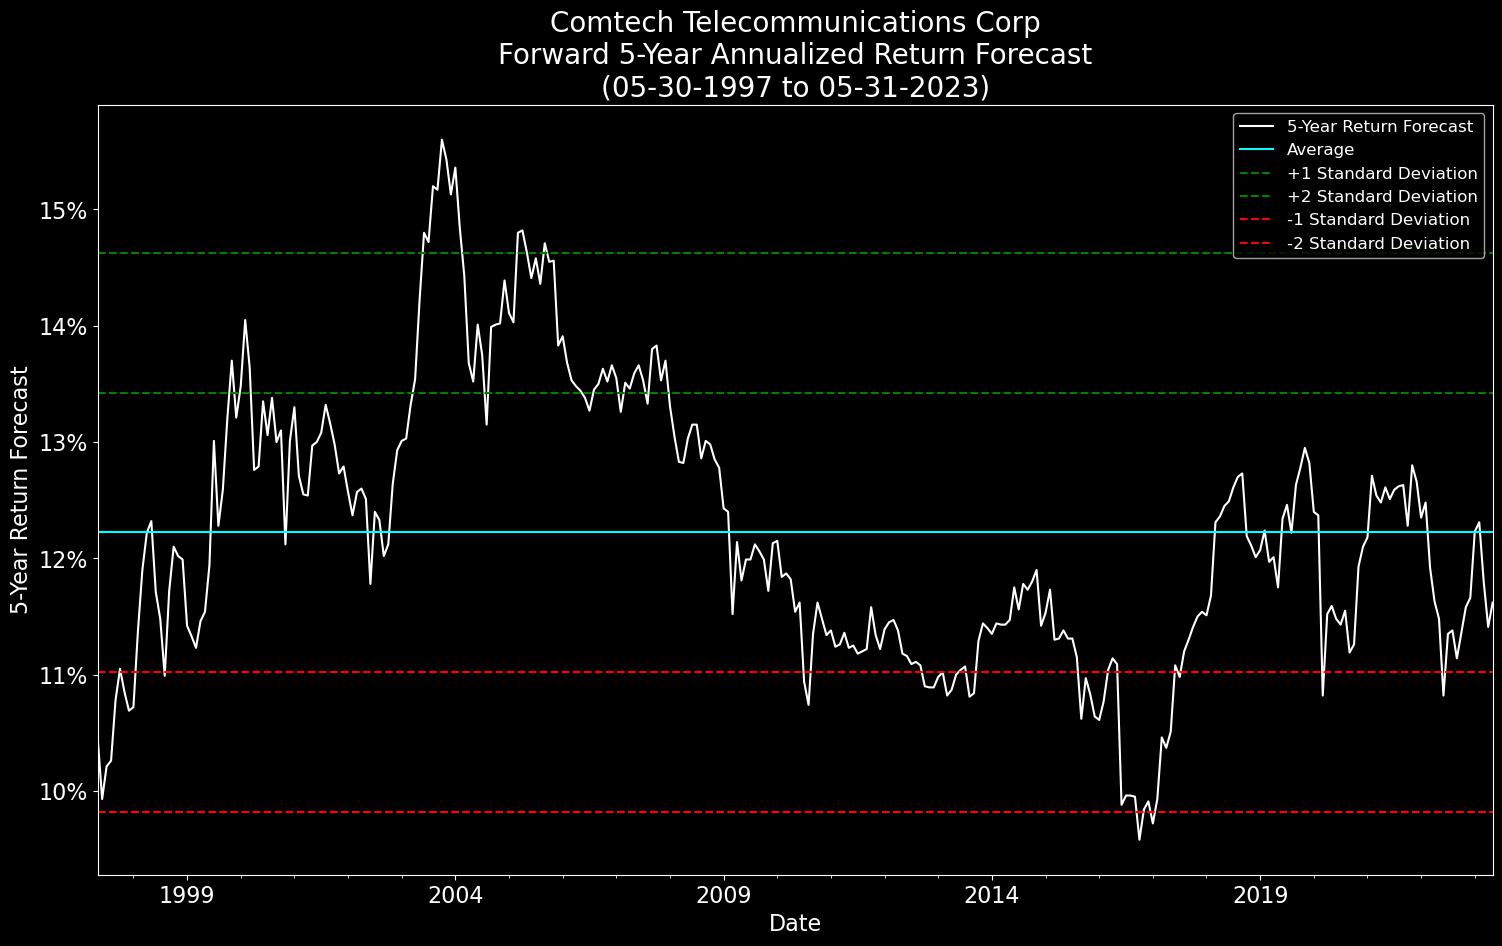 Comtech Telecommunications Corp
Forward 5-Year Annualized Return Forecast
(05-30-1997 to 05-31-2023)
5-Year Return Forecast
Average
+1 Standard Deviation
+2 Standard Deviation
-1 Standard Deviation
-2 Standard Deviation
15%
14%
13%
12%
11%
10%
5-Year Return Forecast
1999
2004
2009
2014
2019
Date